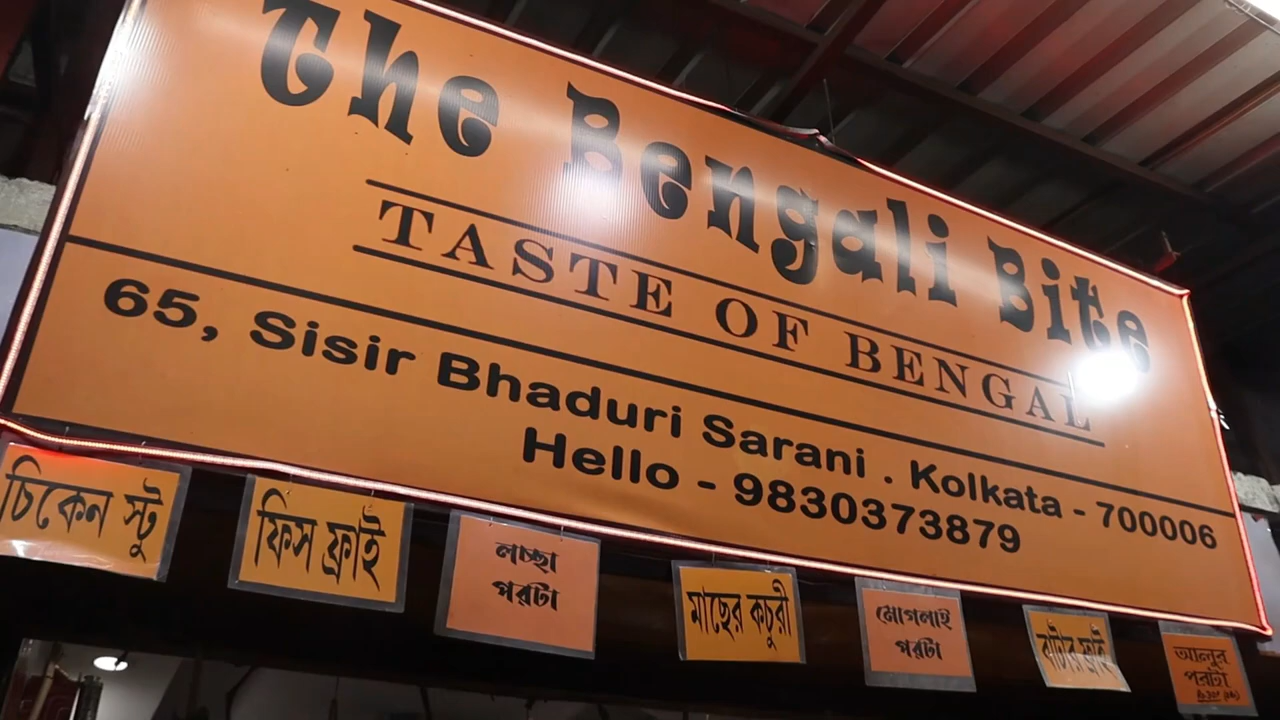 The Bengali Bite
TASTE OF BENGAL
65, Sisir Bhaduri Sarani . Kolkata - 700006
Hello - 9830373879
চিকেন স্টু
ফিস ফ্রাই
লচ্ছা
পরটা
মাছের কচুরী
মোগলাই
পরটা
বাটার ফ্রাই
আলুর
পরটা